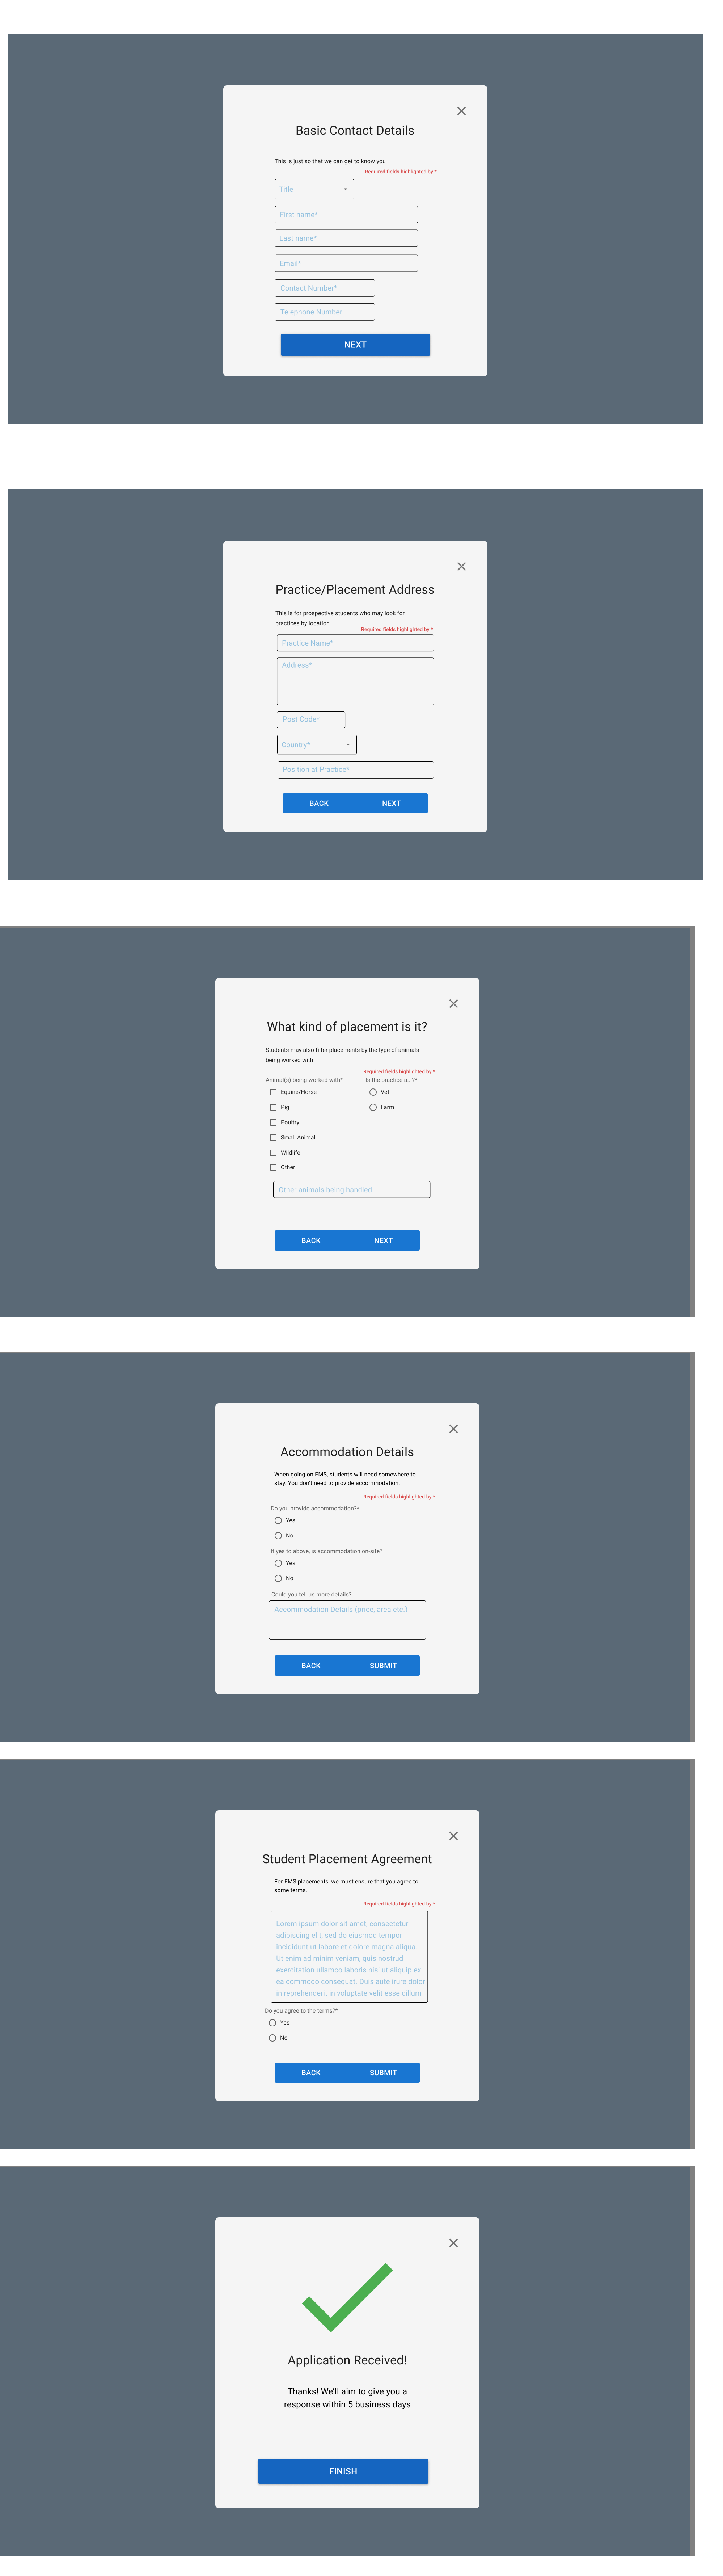 Basic Contact Details
This is just so that we can get to know you
Required fields highlighted by *
Title
First name*
Last name*
Email*
Contact Number*
Telephone Number
NEXT
Practice/Placement Address
This is for prospective students who may look for
practices by location
Required fields highlighted by *
Practice Name*
Address*
Post Code*
Country*
Position at Practice*
BACK NEXT
What kind of placement is it?
Students may also filter placements by the type of animals
being worked with
Required fields highlighted by *
Animal(s) being worked with* Is the practice a...?*
Equine/Horse Vet
Pig Farm
Poultry
Small Animal
Wildlife
Other
Other animals being handled
BACK NEXT
Accommodation Details
When going on EMS, students will need somewhere to
stay. You don't need to provide accommodation.
Required fields highlighted by *
Do you provide accommodation?*
Yes
No
If yes to above, is accommodation on-site?
Yes
No
Could you tell us more details?
Accommodation Details (price, area etc.)
BACK SUBMIT
Student Placement Agreement
For EMS placements, we must ensure that you agree to
some terms.
Required fields highlighted by *
Lorem ipsum dolor sit amet, consectetur
adipiscing elit, sed do eiusmod tempor
incididunt ut labore et dolore magna aliqua.
Ut enim ad minim veniam, quis nostrud
exercitation ullamco laboris nisi ut aliquip ex
ea commodo consequat. Duis aute irure dolor
in reprehenderit in voluptate velit esse cillum
Do you agree to the terms?*
Yes
No
BACK SUBMIT
Application Received!
Thanks! We'll aim to give you a
response within 5 business days
FINISH